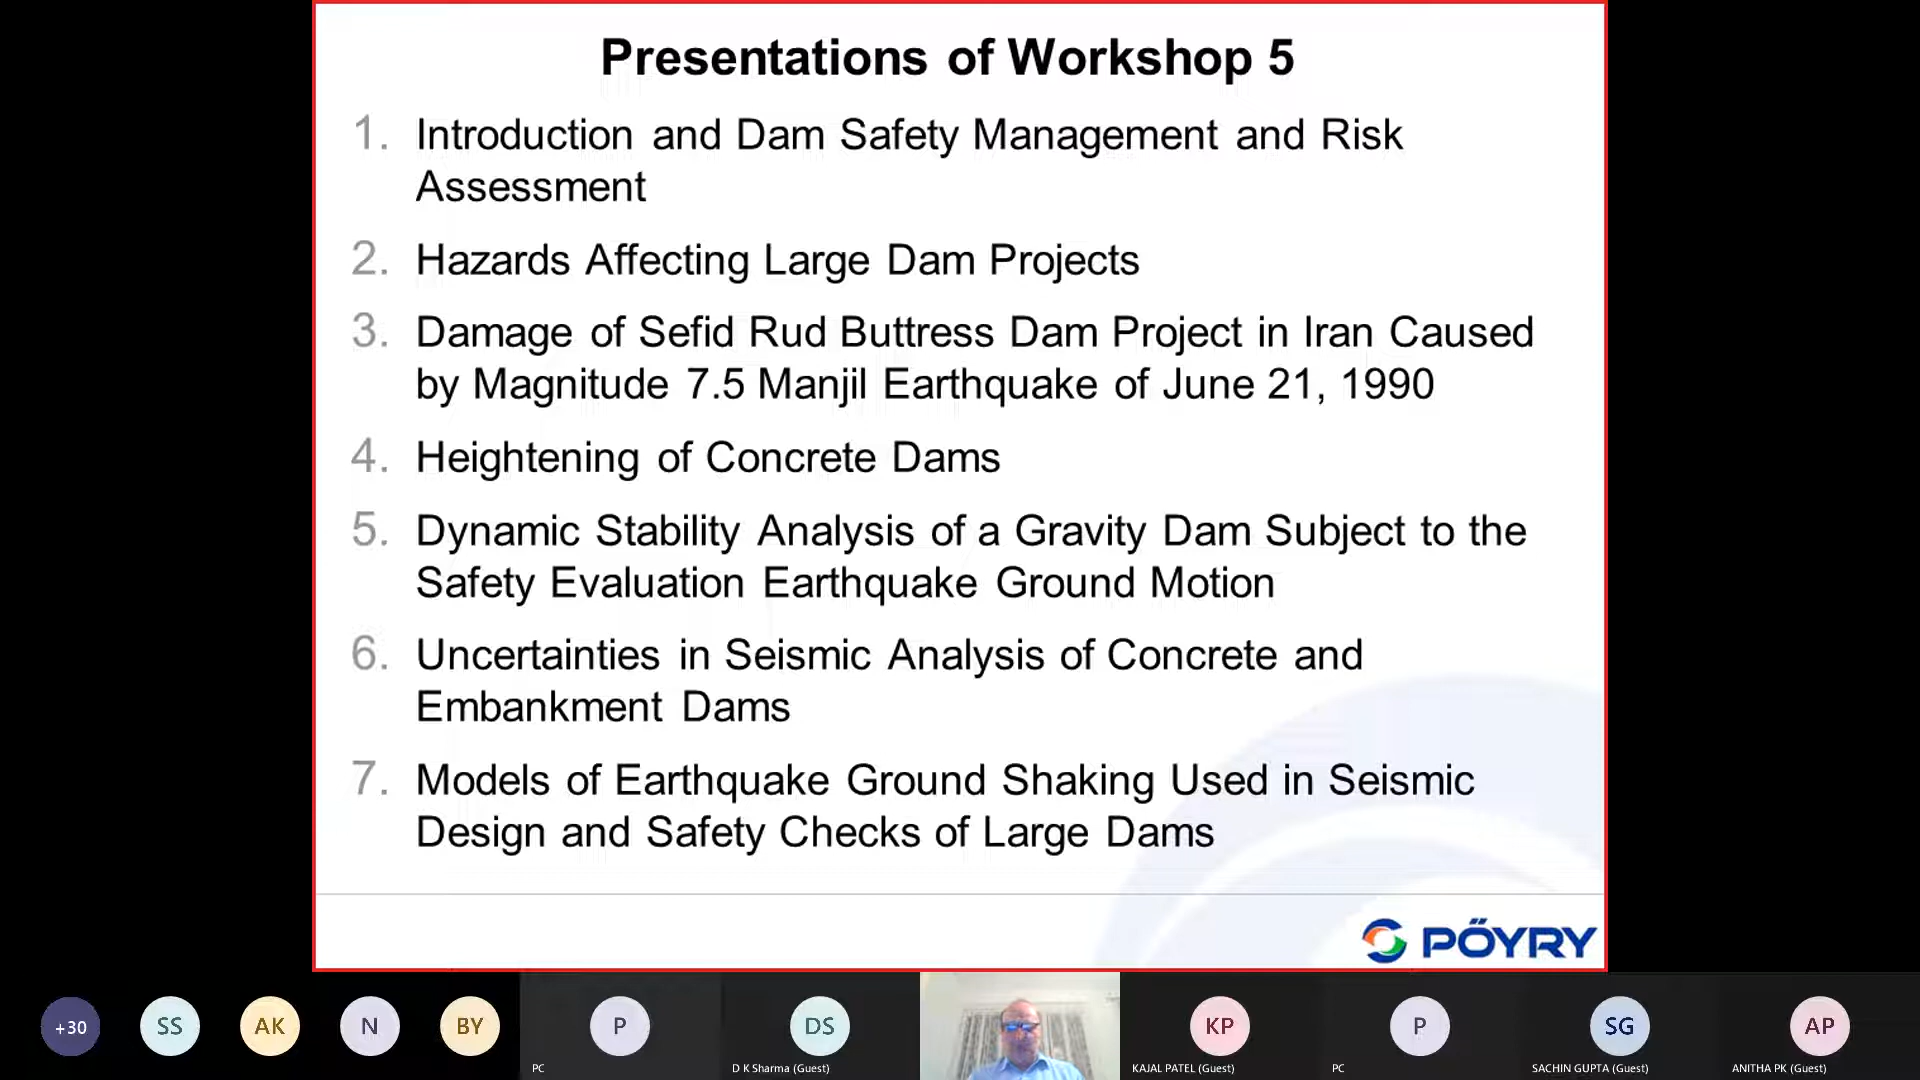 Presentations of Workshop 5
1. Introduction and Dam Safety Management and Risk
Assessment
2. Hazards Affecting Large Dam Projects
3. Damage of Sefid Rud Buttress Dam Project in Iran Caused
by Magnitude 7.5 Manjil Earthquake of June 21, 1990
4. Heightening of Concrete Dams
5. Dynamic Stability Analysis of a Gravity Dam Subject to the
Safety Evaluation Earthquake Ground Motion
6. Uncertainties in Seismic Analysis of Concrete and
Embankment Dams
7. Models of Earthquake Ground Shaking Used in Seismic
Design and Safety Checks of Large Dams
PŐYRY
+30 SS AK N BY P DS KP P SG AP
PC D K Sharma (Guest) KAJAL PATEL (Guest) PC SACHIN GUPTA (Guest) ANITHA PK (Guest)